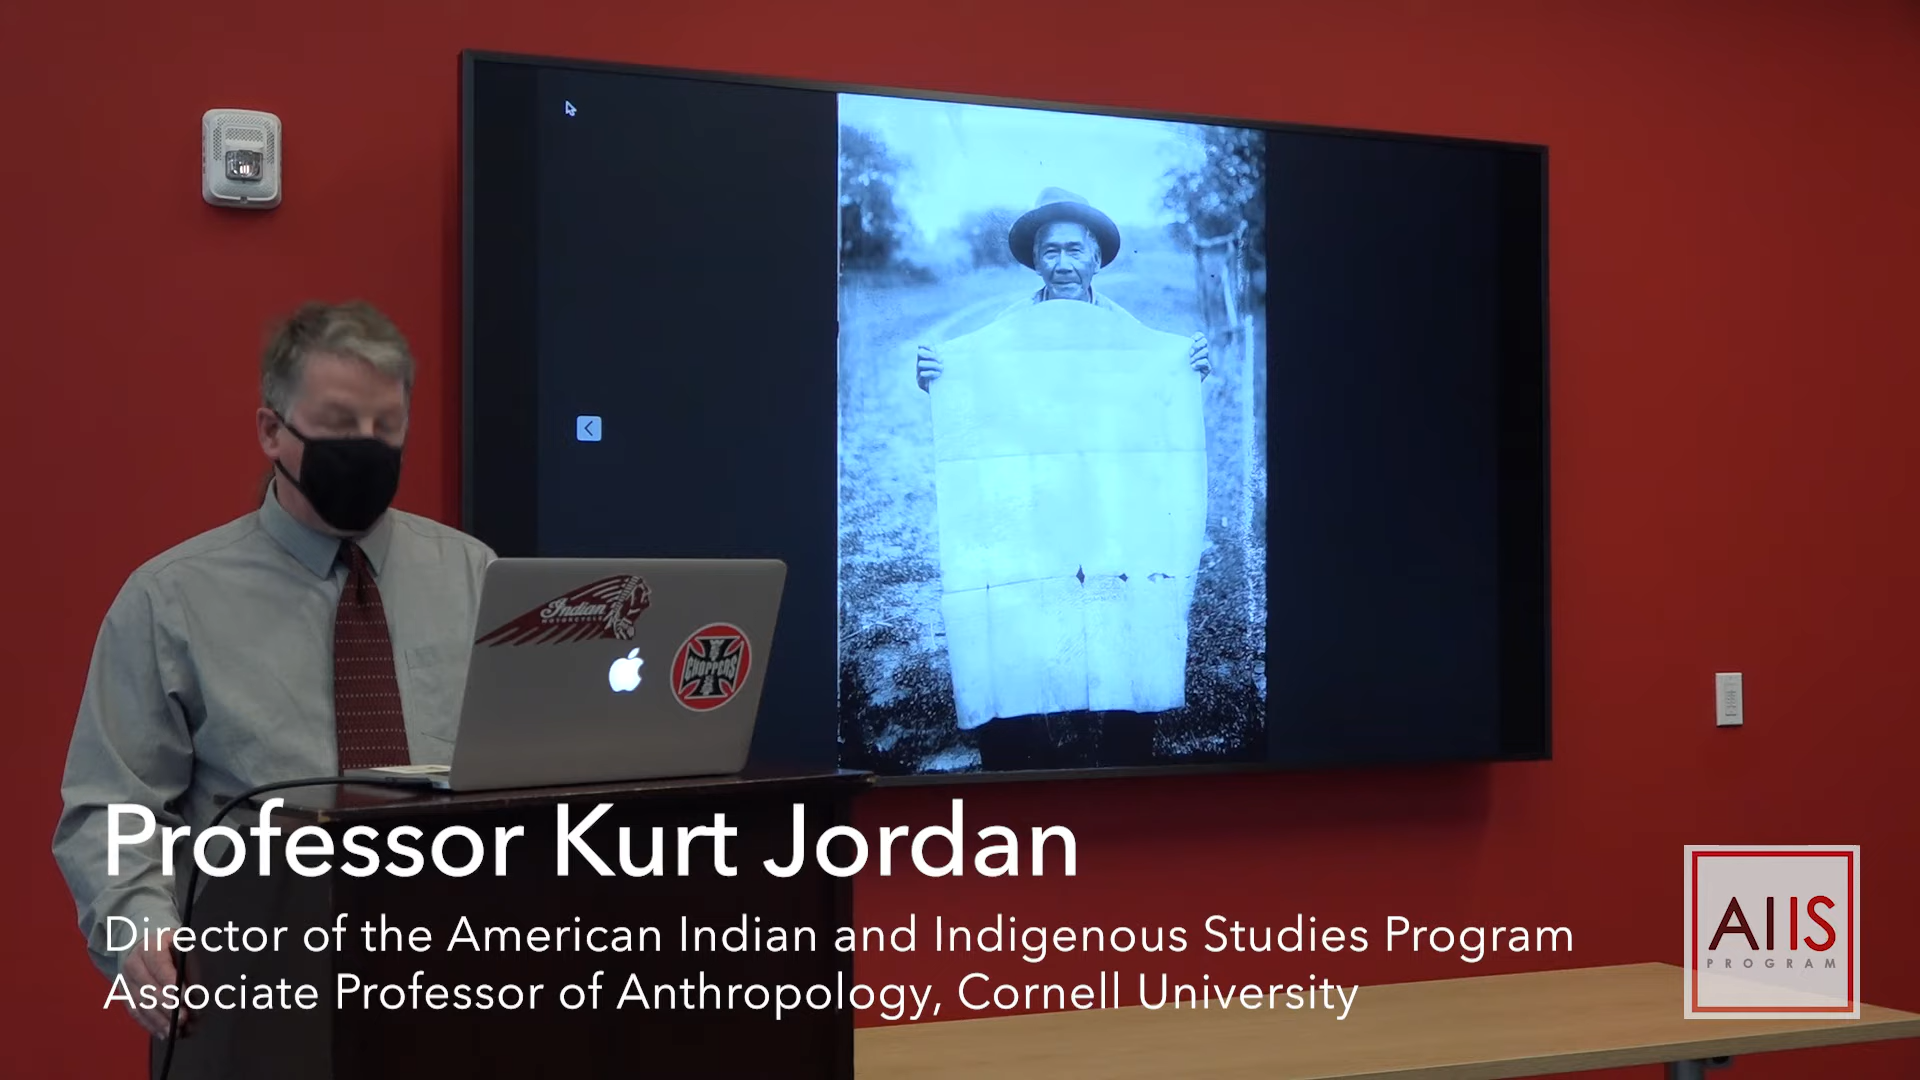 Indian
MOTORCYCLE
CHOPPERS
Professor Kurt Jordan
Director of the American Indian and Indigenous Studies Program
Associate Professor of Anthropology, Cornell University
AIIS
PROGRAM